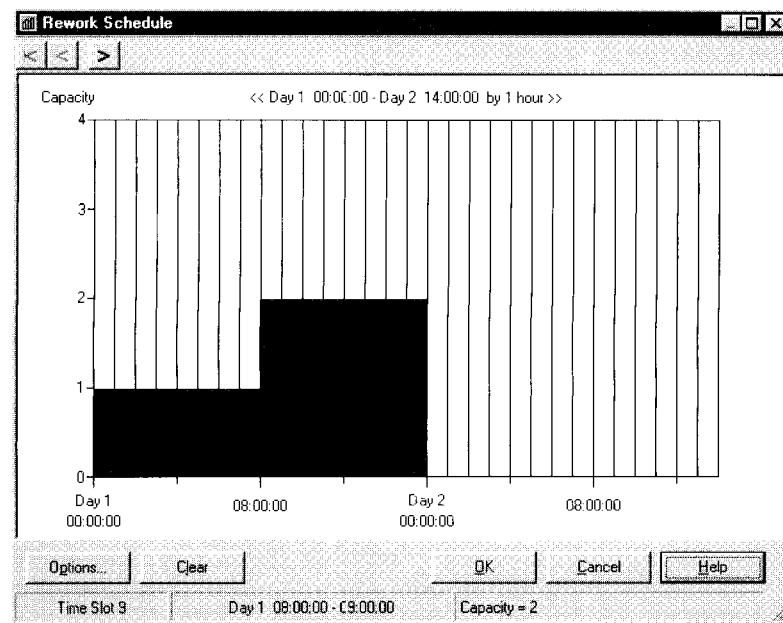 Rework Schedule
< < >
Capacity << Day 1 00:00:00 - Day 2 14:00:00 by 1 hour >>
4
3
2
1
0
Day 1 08:00:00 Day 2 08:00:00
00:00:00 00:00:00
Options... Clear OK Cancel Help
Time Slot 9 Day 1 08:00:00 - 09:00:00 Capacity = 2